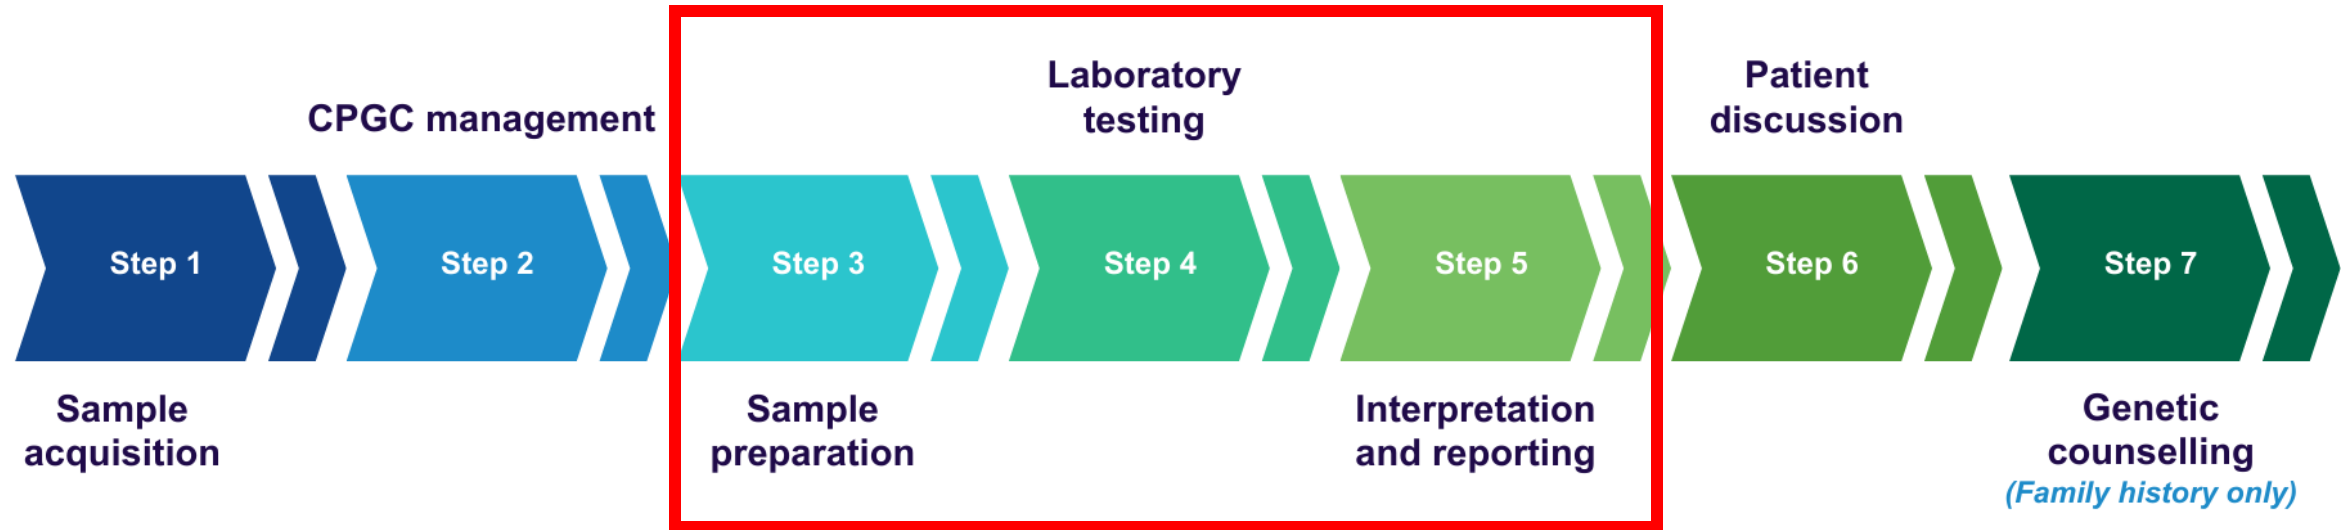 CPGC management
Laboratory
testing
Patient
discussion
Step 1
Step 2
Step 3
Step 4
Step 5
Step 6
Step 7
Sample
acquisition
Sample
preparation
Interpretation
and reporting
Genetic
counselling
(Family history only)